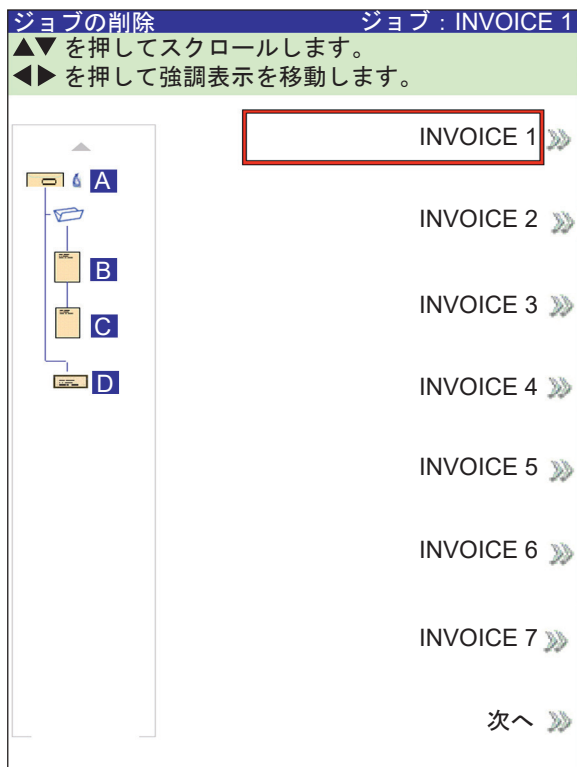 ジョブの削除 ジョブ：INVOICE 1
▲▼ を押してスクロールします。
◀▶ を押して強調表示を移動します。
INVOICE 1
A
INVOICE 2
B
INVOICE 3
C
INVOICE 4
D
INVOICE 5
INVOICE 6
INVOICE 7
次へ